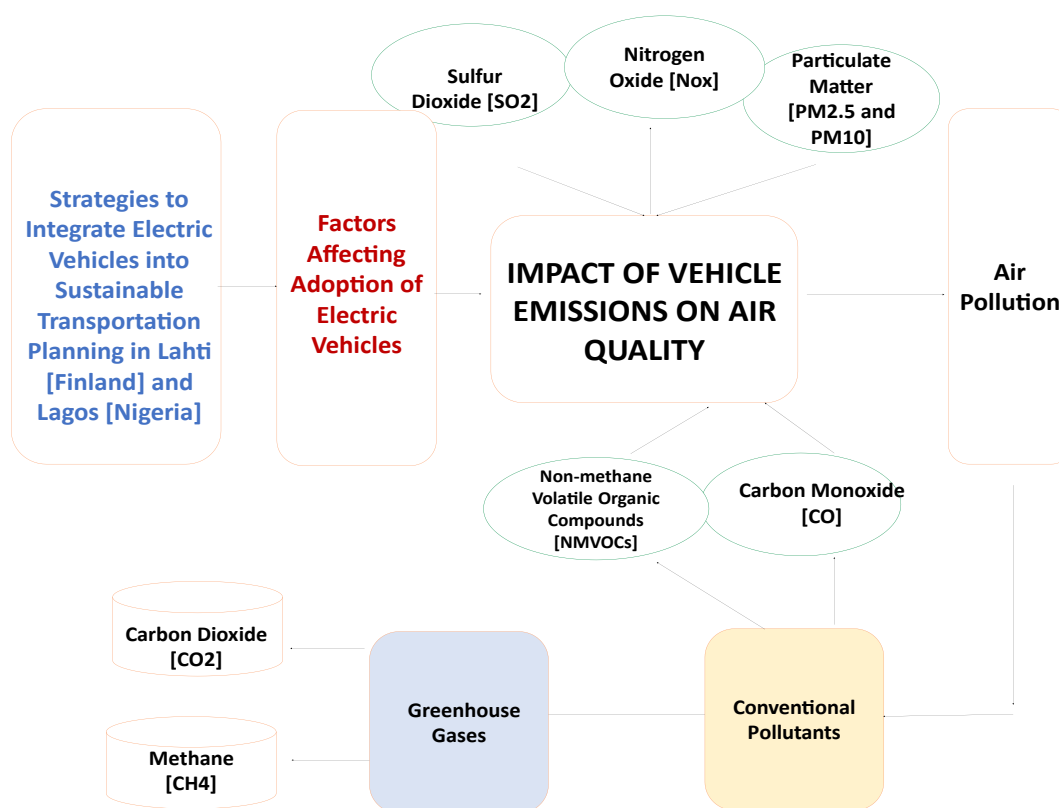 Sulfur
Dioxide [SO2]
Nitrogen
Oxide [Nox]
Particulate
Matter
[PM2.5 and
PM10]
Strategies to
Integrate Electric
Vehicles into
Sustainable
Transportation
Planning in Lahti
[Finland] and
Lagos [Nigeria]
Factors
Affecting
Adoption of
Electric
Vehicles
IMPACT OF VEHICLE
EMISSIONS ON AIR
QUALITY
Air
Pollution
Non-methane
Volatile Organic
Compounds
[NMVOCs]
Carbon Monoxide
[CO]
Carbon Dioxide
[CO2]
Methane
[CH4]
Greenhouse
Gases
Conventional
Pollutants